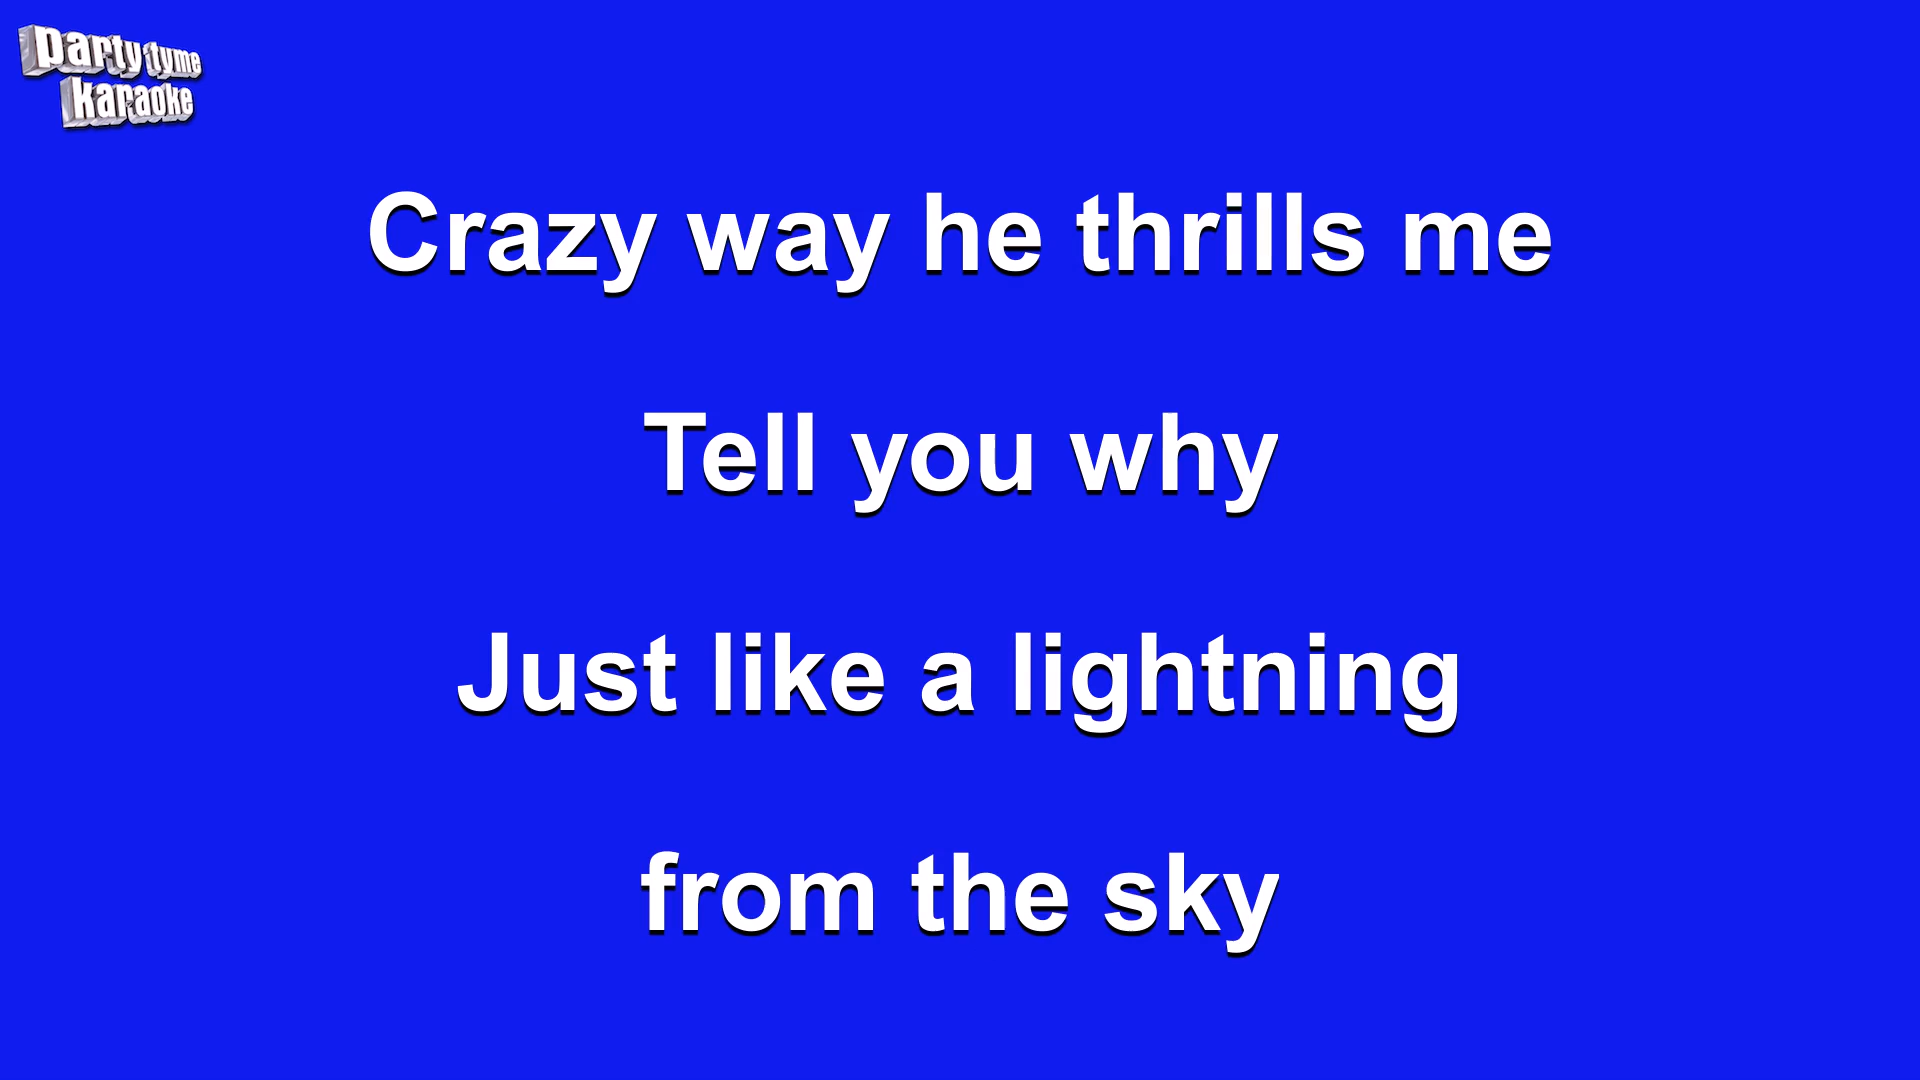 party tyme
karaoke
Crazy way he thrills me
Tell you why
Just like a lightning
from the sky